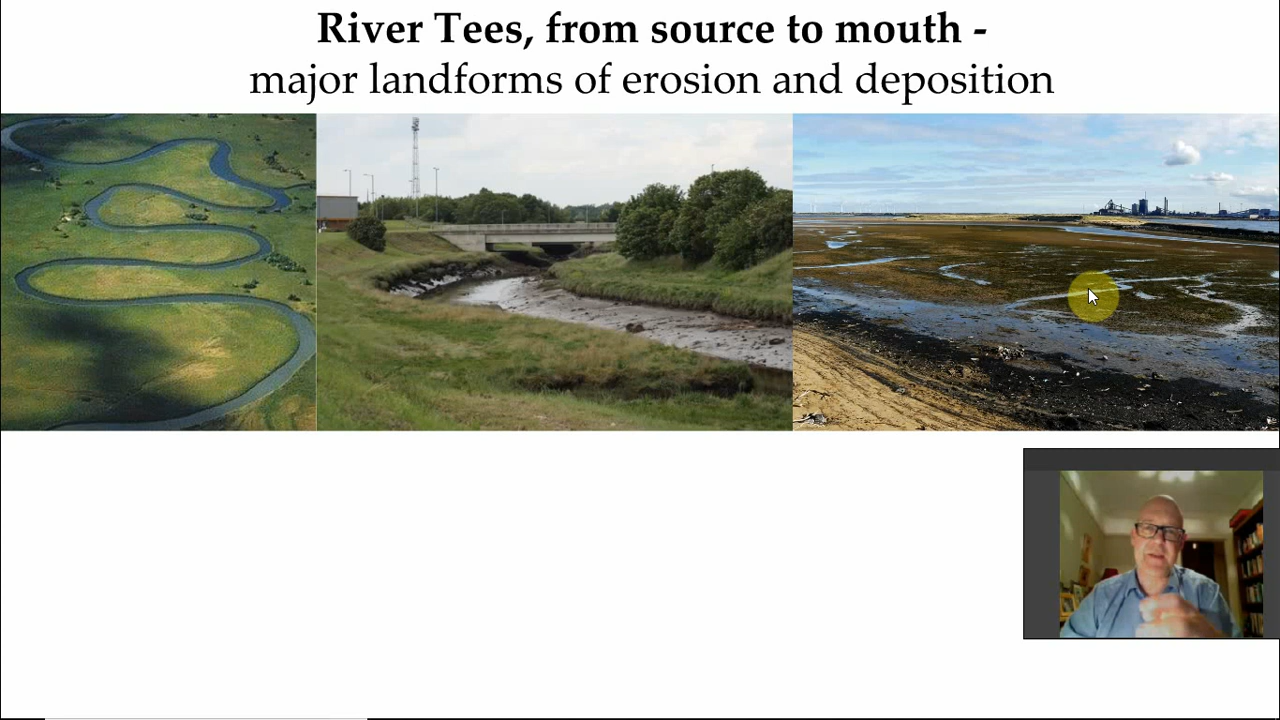 River Tees, from source to mouth -
major landforms of erosion and deposition